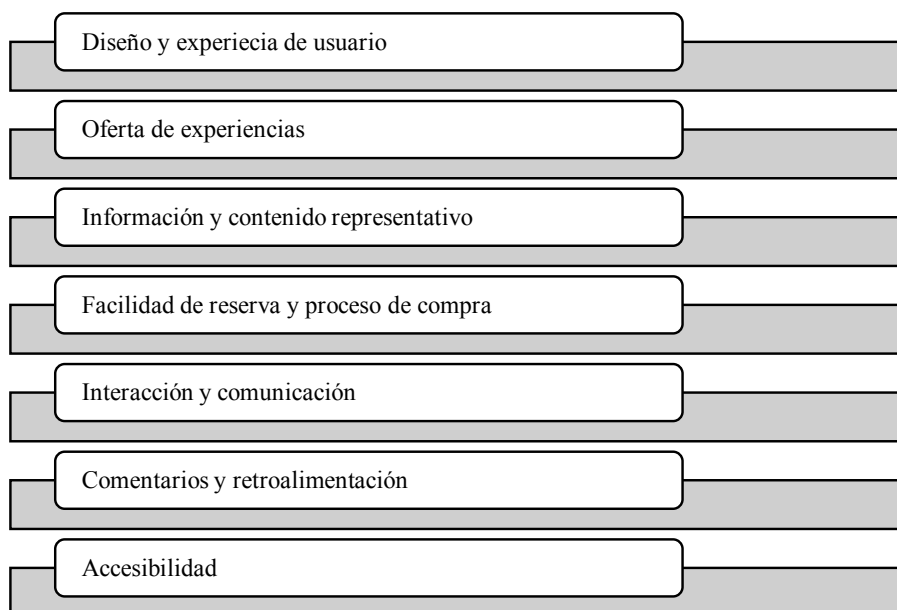 Diseño y experiecia de usuario
Oferta de experiencias
Información y contenido representativo
Facilidad de reserva y proceso de compra
Interacción y comunicación
Comentarios y retroalimentación
Accesibilidad